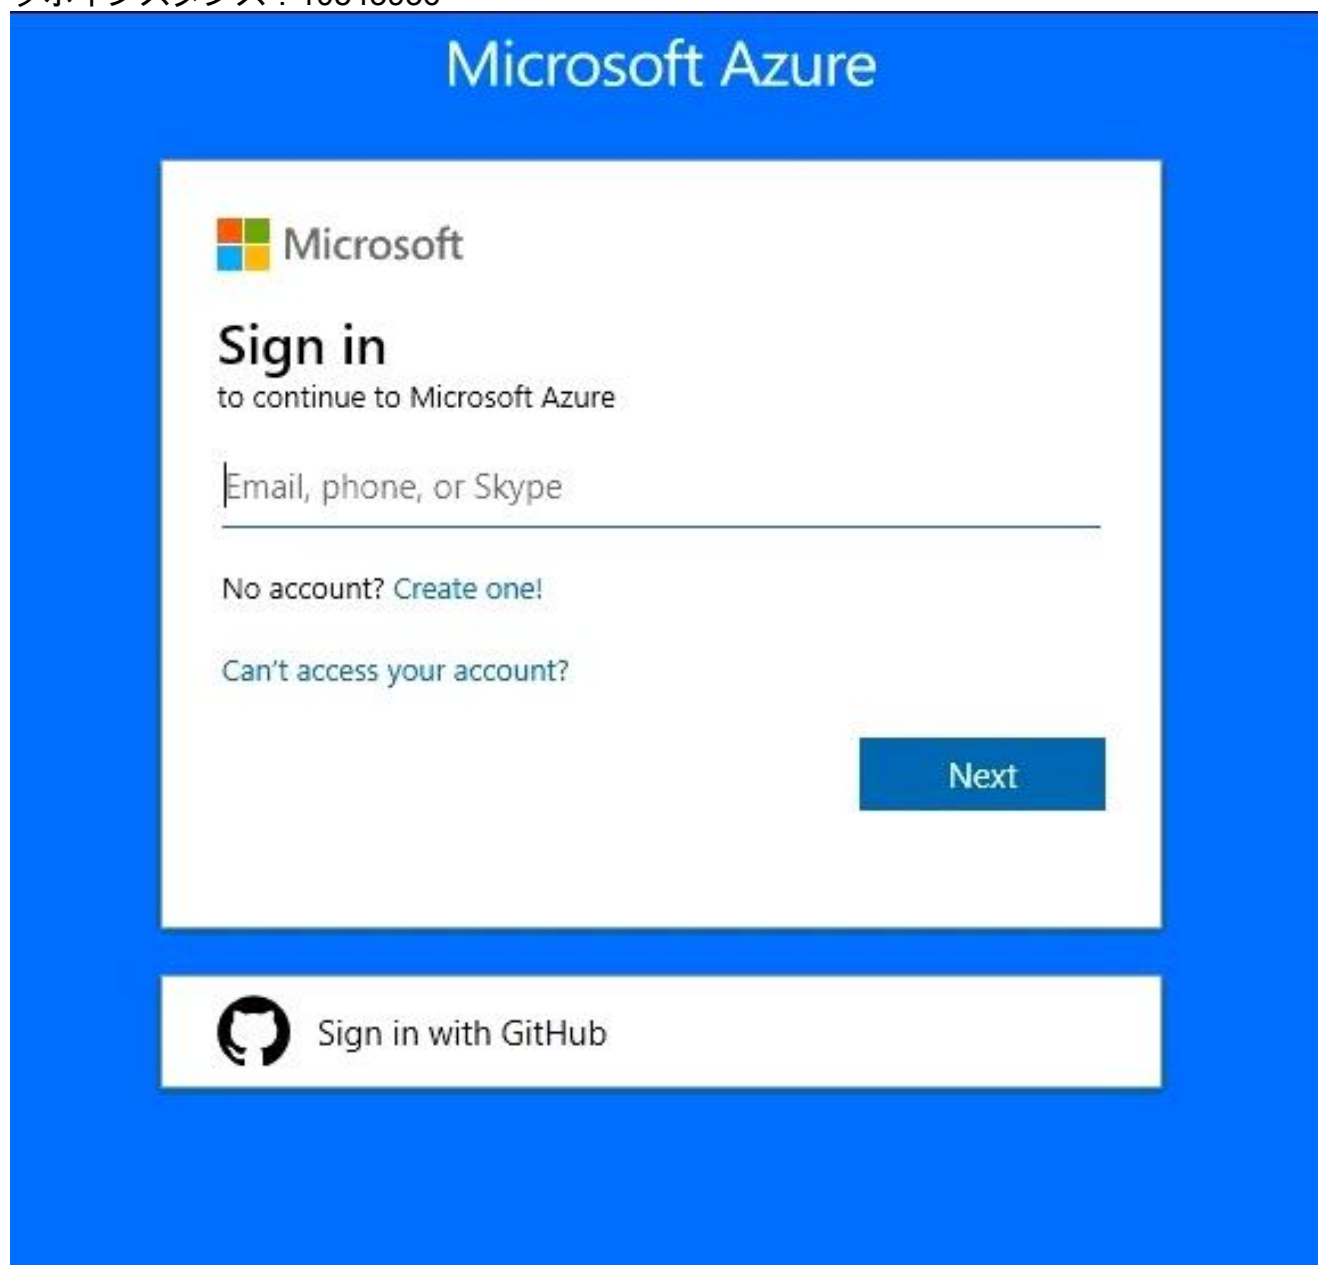 Microsoft Azure
Microsoft
Sign in
to continue to Microsoft Azure
Email, phone, or Skype
No account? Create one!
Can't access your account?
Next
Sign in with GitHub